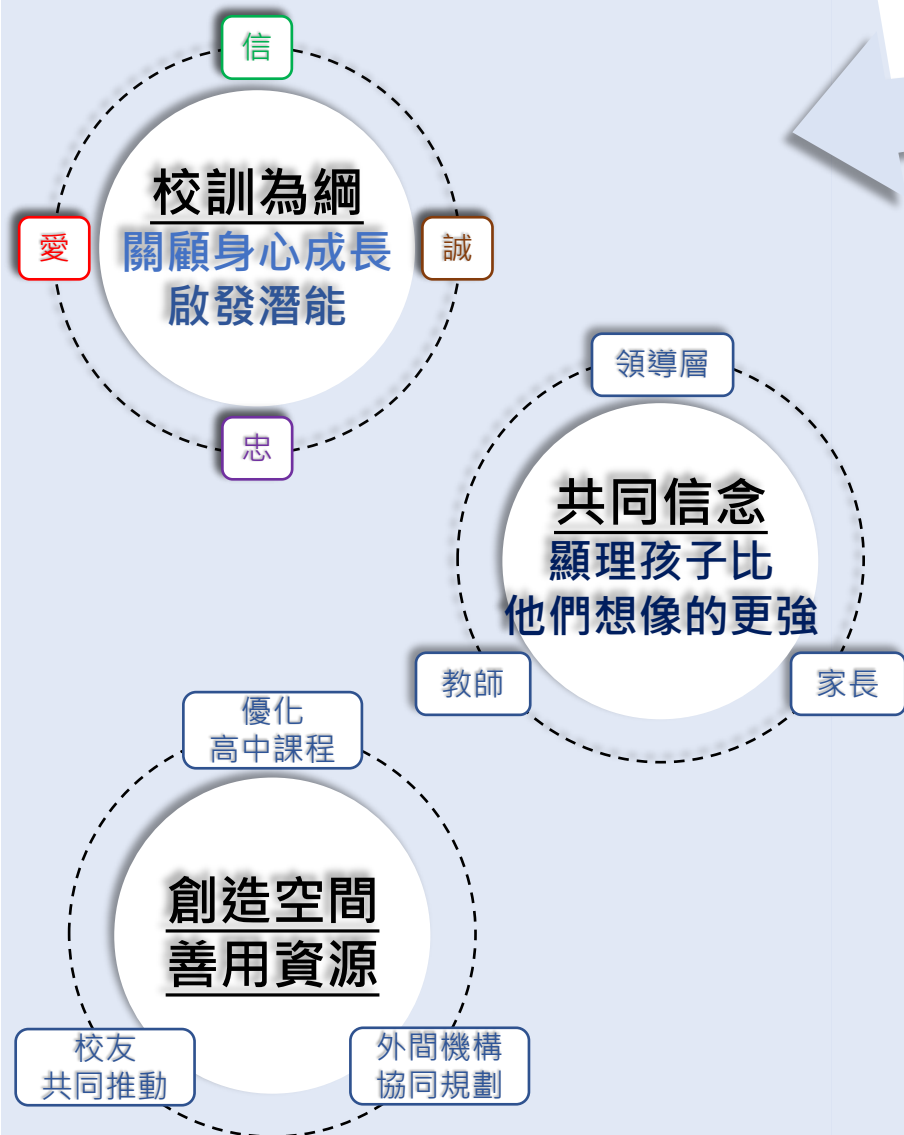 信
校訓為綱
關顧身心成長
啟發潛能
愛
誠
忠
領導層
共同信念
顯理孩子比
他們想像的更強
教師
家長
優化
高中課程
創造空間
善用資源
校友
共同推動
外間機構
協同規劃